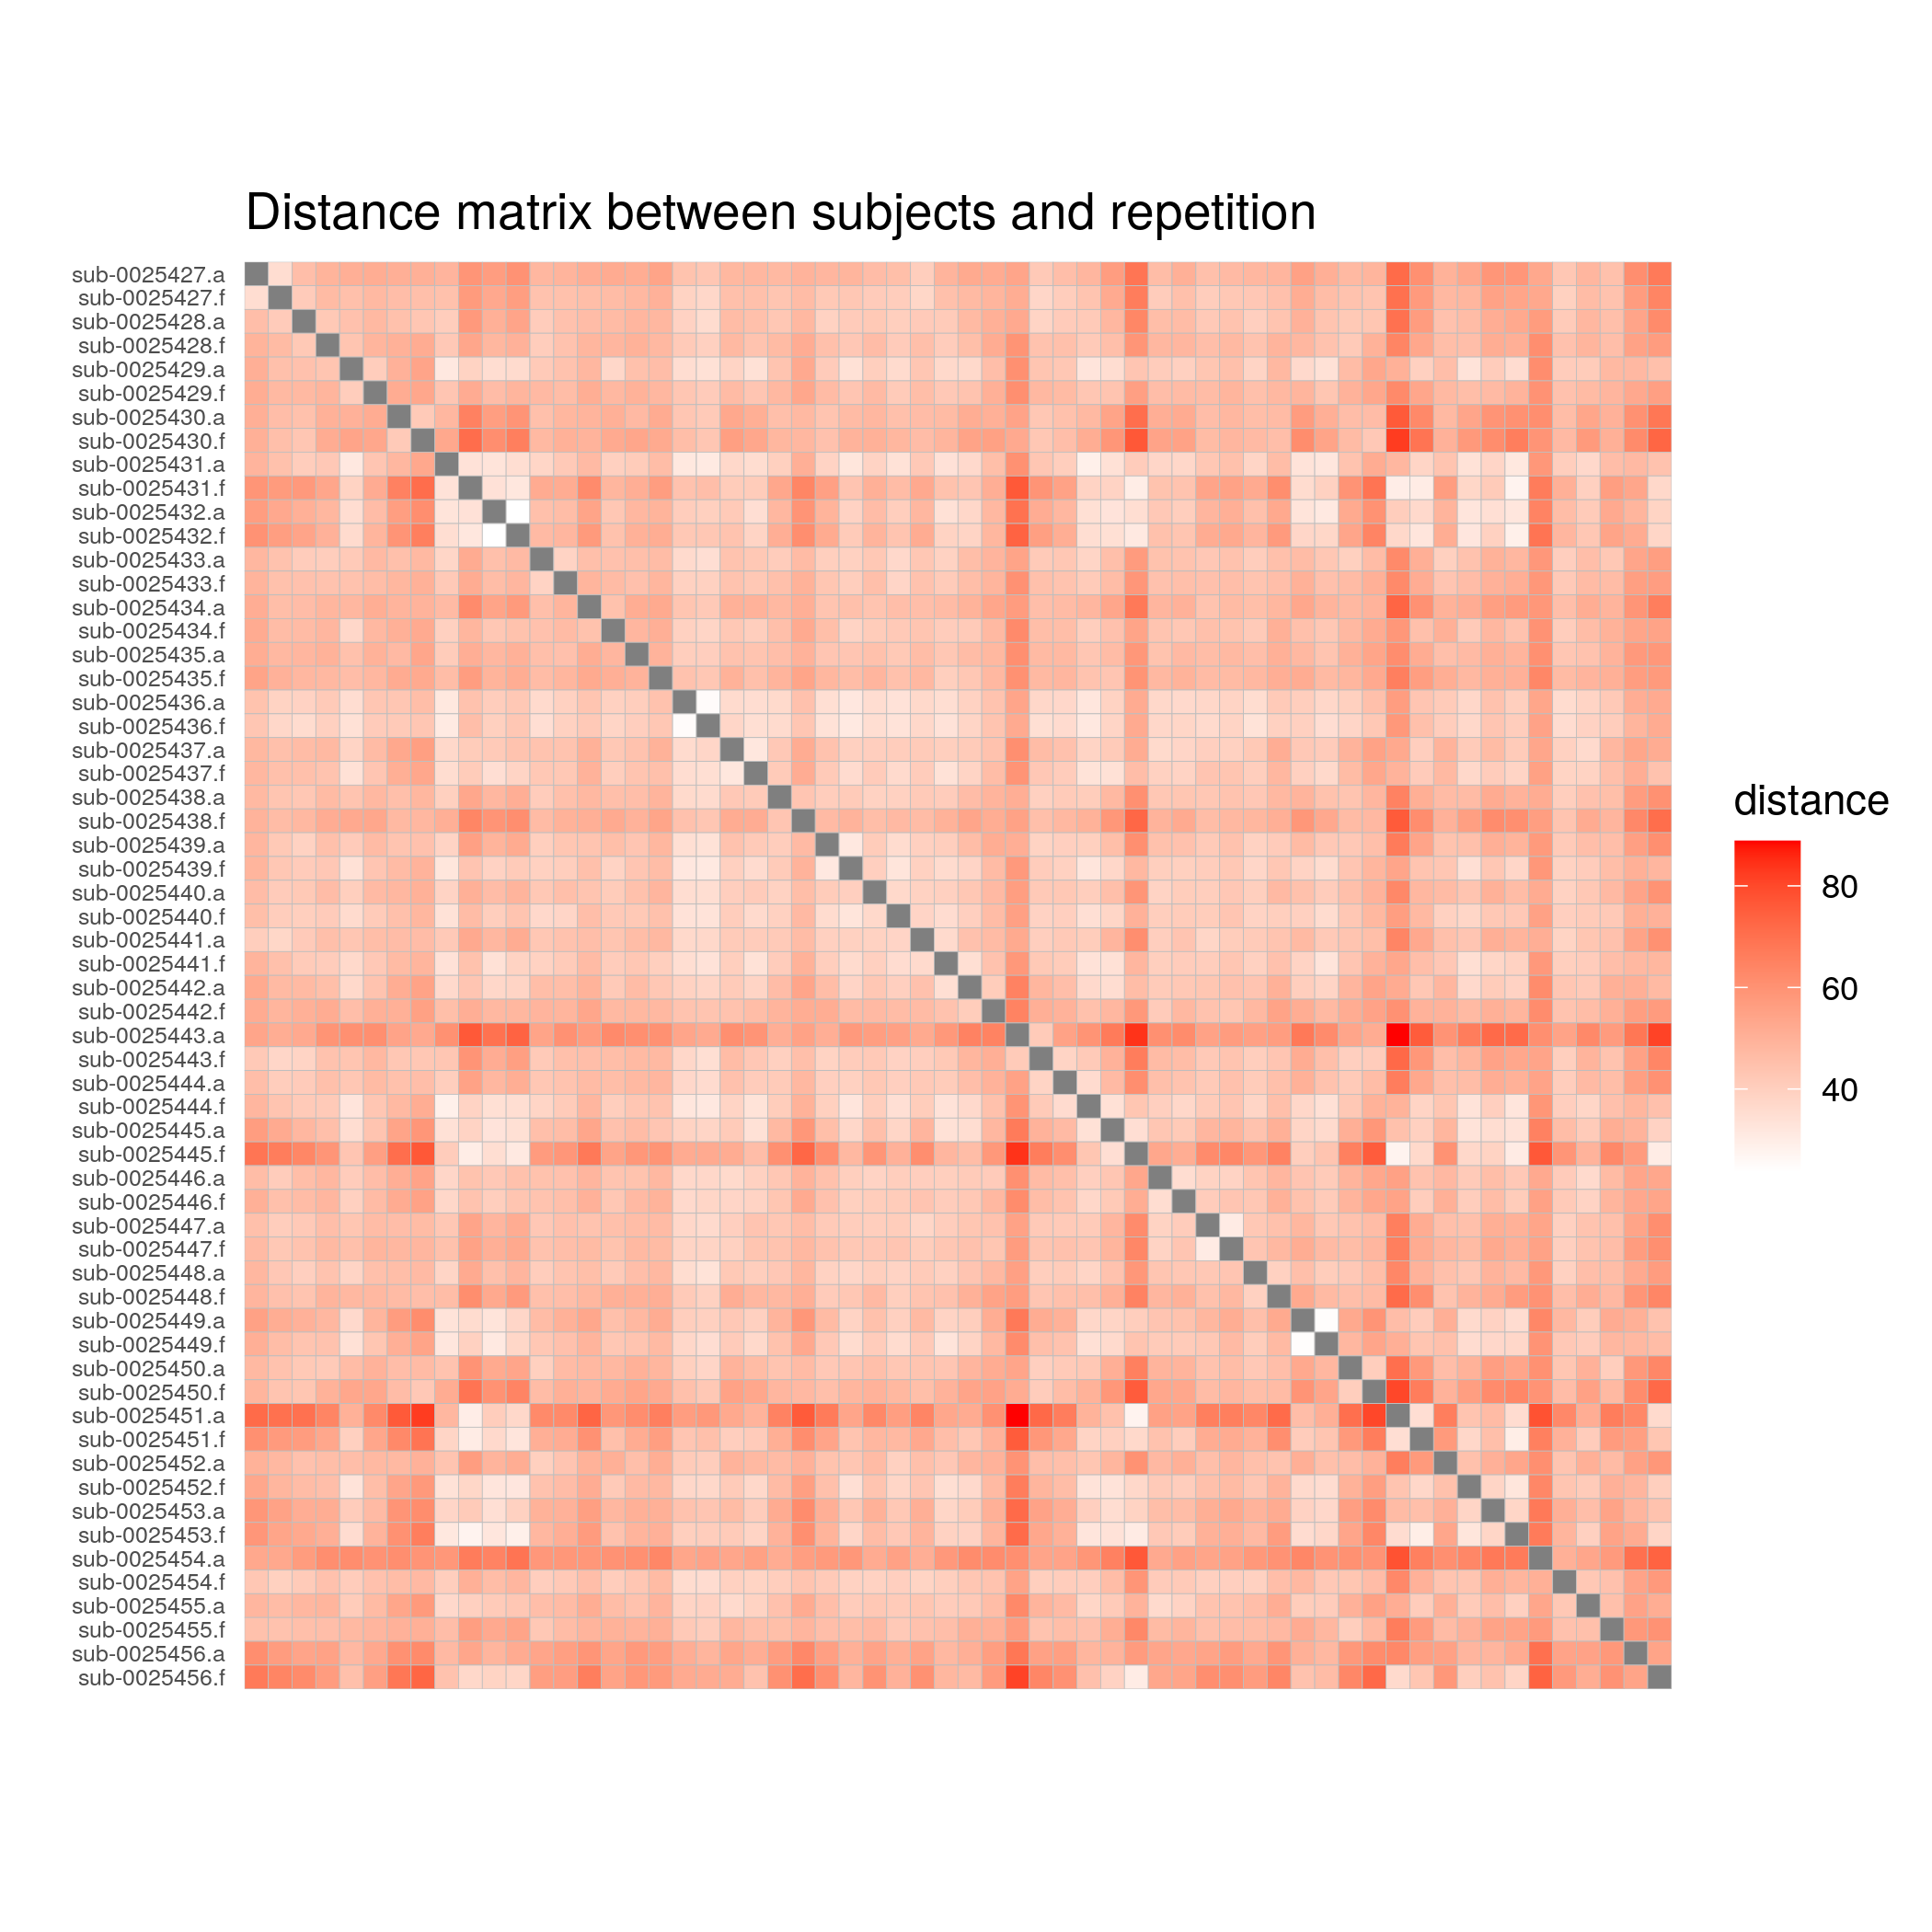 Distance matrix between subjects and repetition
sub-0025427.a
sub-0025427.f
sub-0025428.a
sub-0025428.f
sub-0025429.a
sub-0025429.f
sub-0025430.a
sub-0025430.f
sub-0025431.a
sub-0025431.f
sub-0025432.a
sub-0025432.f
sub-0025433.a
sub-0025433.f
sub-0025434.a
sub-0025434.f
sub-0025435.a
sub-0025435.f
sub-0025436.a
sub-0025436.f
sub-0025437.a
sub-0025437.f
sub-0025438.a
sub-0025438.f
sub-0025439.a
sub-0025439.f
sub-0025440.a
sub-0025440.f
sub-0025441.a
sub-0025441.f
sub-0025442.a
sub-0025442.f
sub-0025443.a
sub-0025443.f
sub-0025444.a
sub-0025444.f
sub-0025445.a
sub-0025445.f
sub-0025446.a
sub-0025446.f
sub-0025447.a
sub-0025447.f
sub-0025448.a
sub-0025448.f
sub-0025449.a
sub-0025449.f
sub-0025450.a
sub-0025450.f
sub-0025451.a
sub-0025451.f
sub-0025452.a
sub-0025452.f
sub-0025453.a
sub-0025453.f
sub-0025454.a
sub-0025454.f
sub-0025455.a
sub-0025455.f
sub-0025456.a
sub-0025456.f
distance
80
60
40